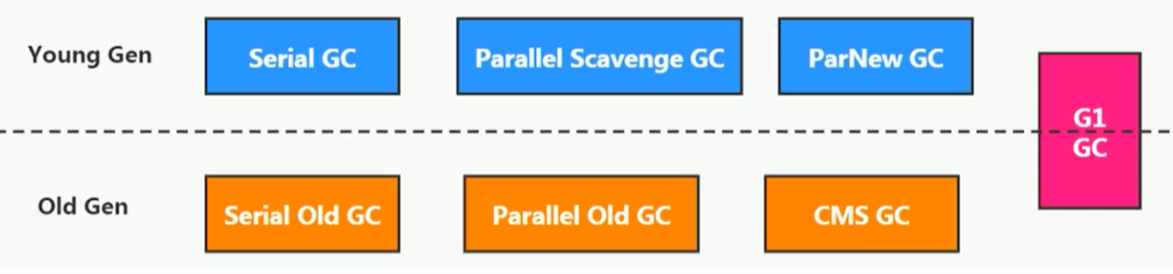 Young Gen
Serial GC
Parallel Scavenge GC
ParNew GC
G1
GC
Old Gen
Serial Old GC
Parallel Old GC
CMS GC